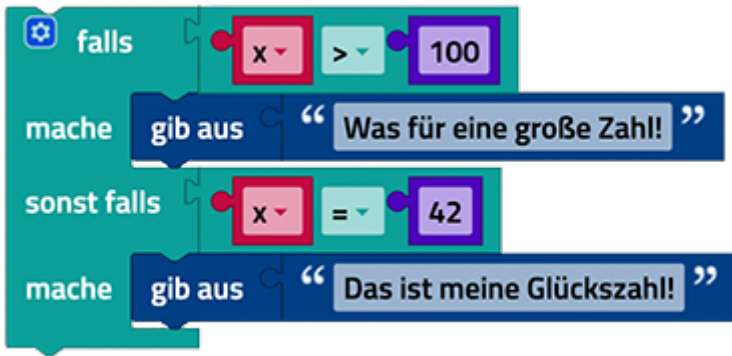 falls x > 100
mache gib aus “ Was für eine große Zahl! ”
sonst falls x = 42
mache gib aus “ Das ist meine Glückszahl! ”